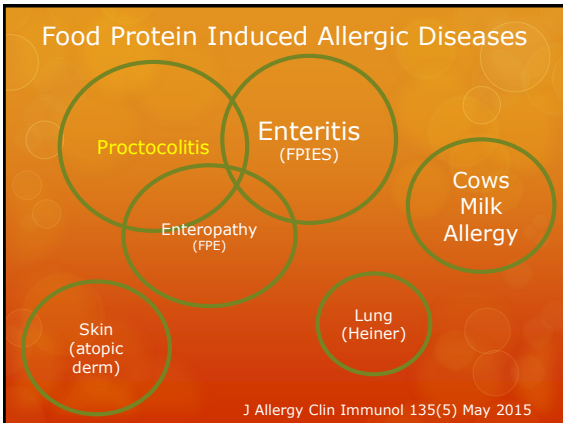 Food Protein Induced Allergic Diseases
Proctocolitis
Enteritis
(FPIES)
Enteropathy
(FPE)
Cows
Milk
Allergy
Skin
(atopic
derm)
Lung
(Heiner)
J Allergy Clin Immunol 135(5) May 2015